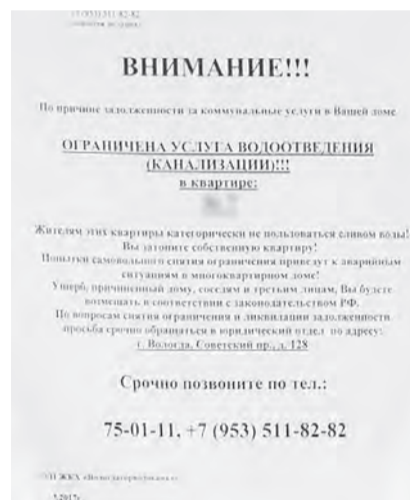 ВНИМАНИЕ!!!
По причине задолженности за коммунальные услуги в Вашей доме
ОГРАНИЧЕНА УСЛУГА ВОДООТВЕДЕНИЯ
(КАНАЛИЗАЦИИ)!!!
в квартире:
Жителям этих квартиры категорически не пользоваться сливом воды!
Вы затопите собственную квартиру!
Попытки самовольного снятия ограничения приведут к аварийным
ситуациям в многоквартирном доме!
Ущерб, причиненный дому, соседям и третьим лицам, Вы будете
возмещать в соответствии с законодательством РФ.
По вопросам снятия ограничения и ликвидации задолженности
просьба срочно обращаться в юридический отдел по адресу:
г. Вологда, Советский пр., д. 128
Срочно позвоните по тел.:
75-01-11, +7 (953) 511-82-82
ЖКХ «Вологдагорводоканал»